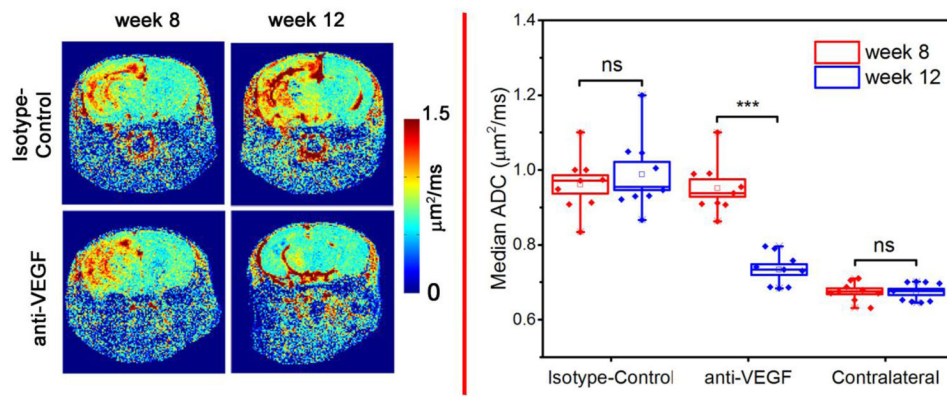 week 8
week 12
Isotype-
Control
anti-VEGF
1.5
μm²/ms
0
Median ADC (μm²/ms)
1.4
1.2
1.0
0.8
0.6
week 8
week 12
ns
***
ns
Isotype-Control
anti-VEGF
Contralateral